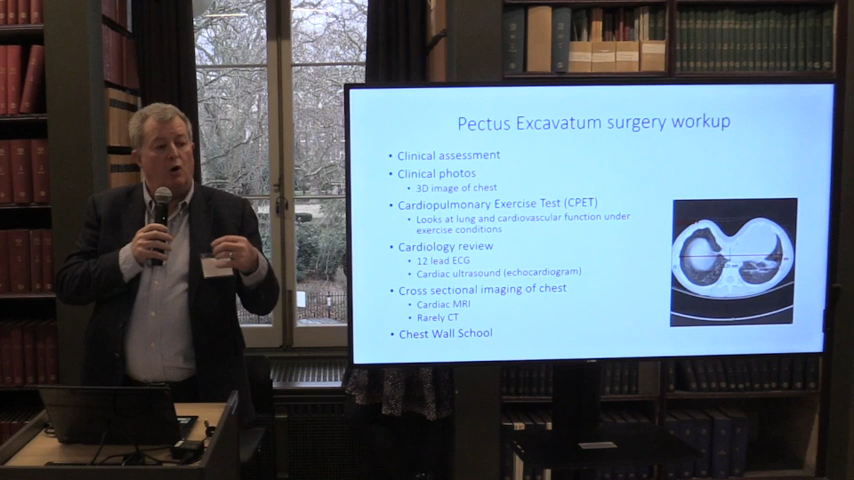 Pectus Excavatum surgery workup
• Clinical assessment
• Clinical photos
• 3D image of chest
• Cardiopulmonary Exercise Test (CPET)
• Looks at lung and cardiovascular function under
exercise conditions
• Cardiology review
• 12 lead ECG
• Cardiac ultrasound (echocardiogram)
• Cross sectional imaging of chest
• Cardiac MRI
• Rarely CT
• Chest Wall School